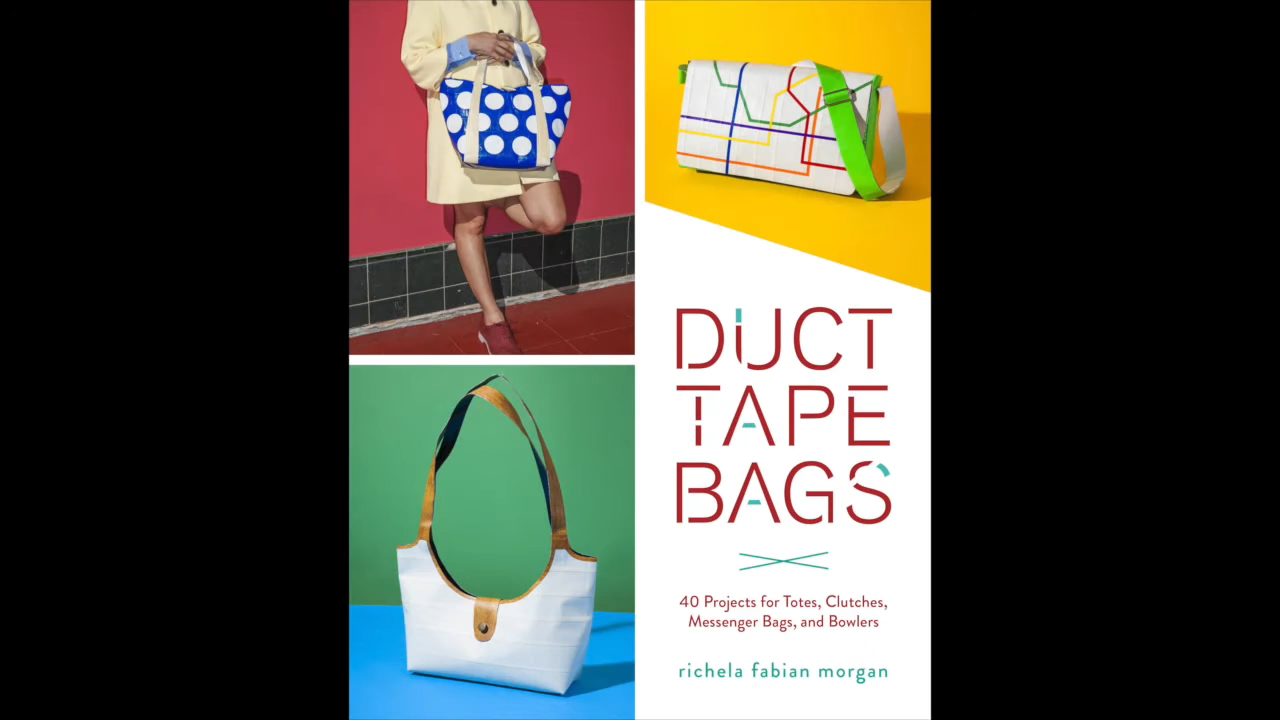 DUCT
TAPE
BAGS
40 Projects for Totes, Clutches,
Messenger Bags, and Bowlers
richela fabian morgan